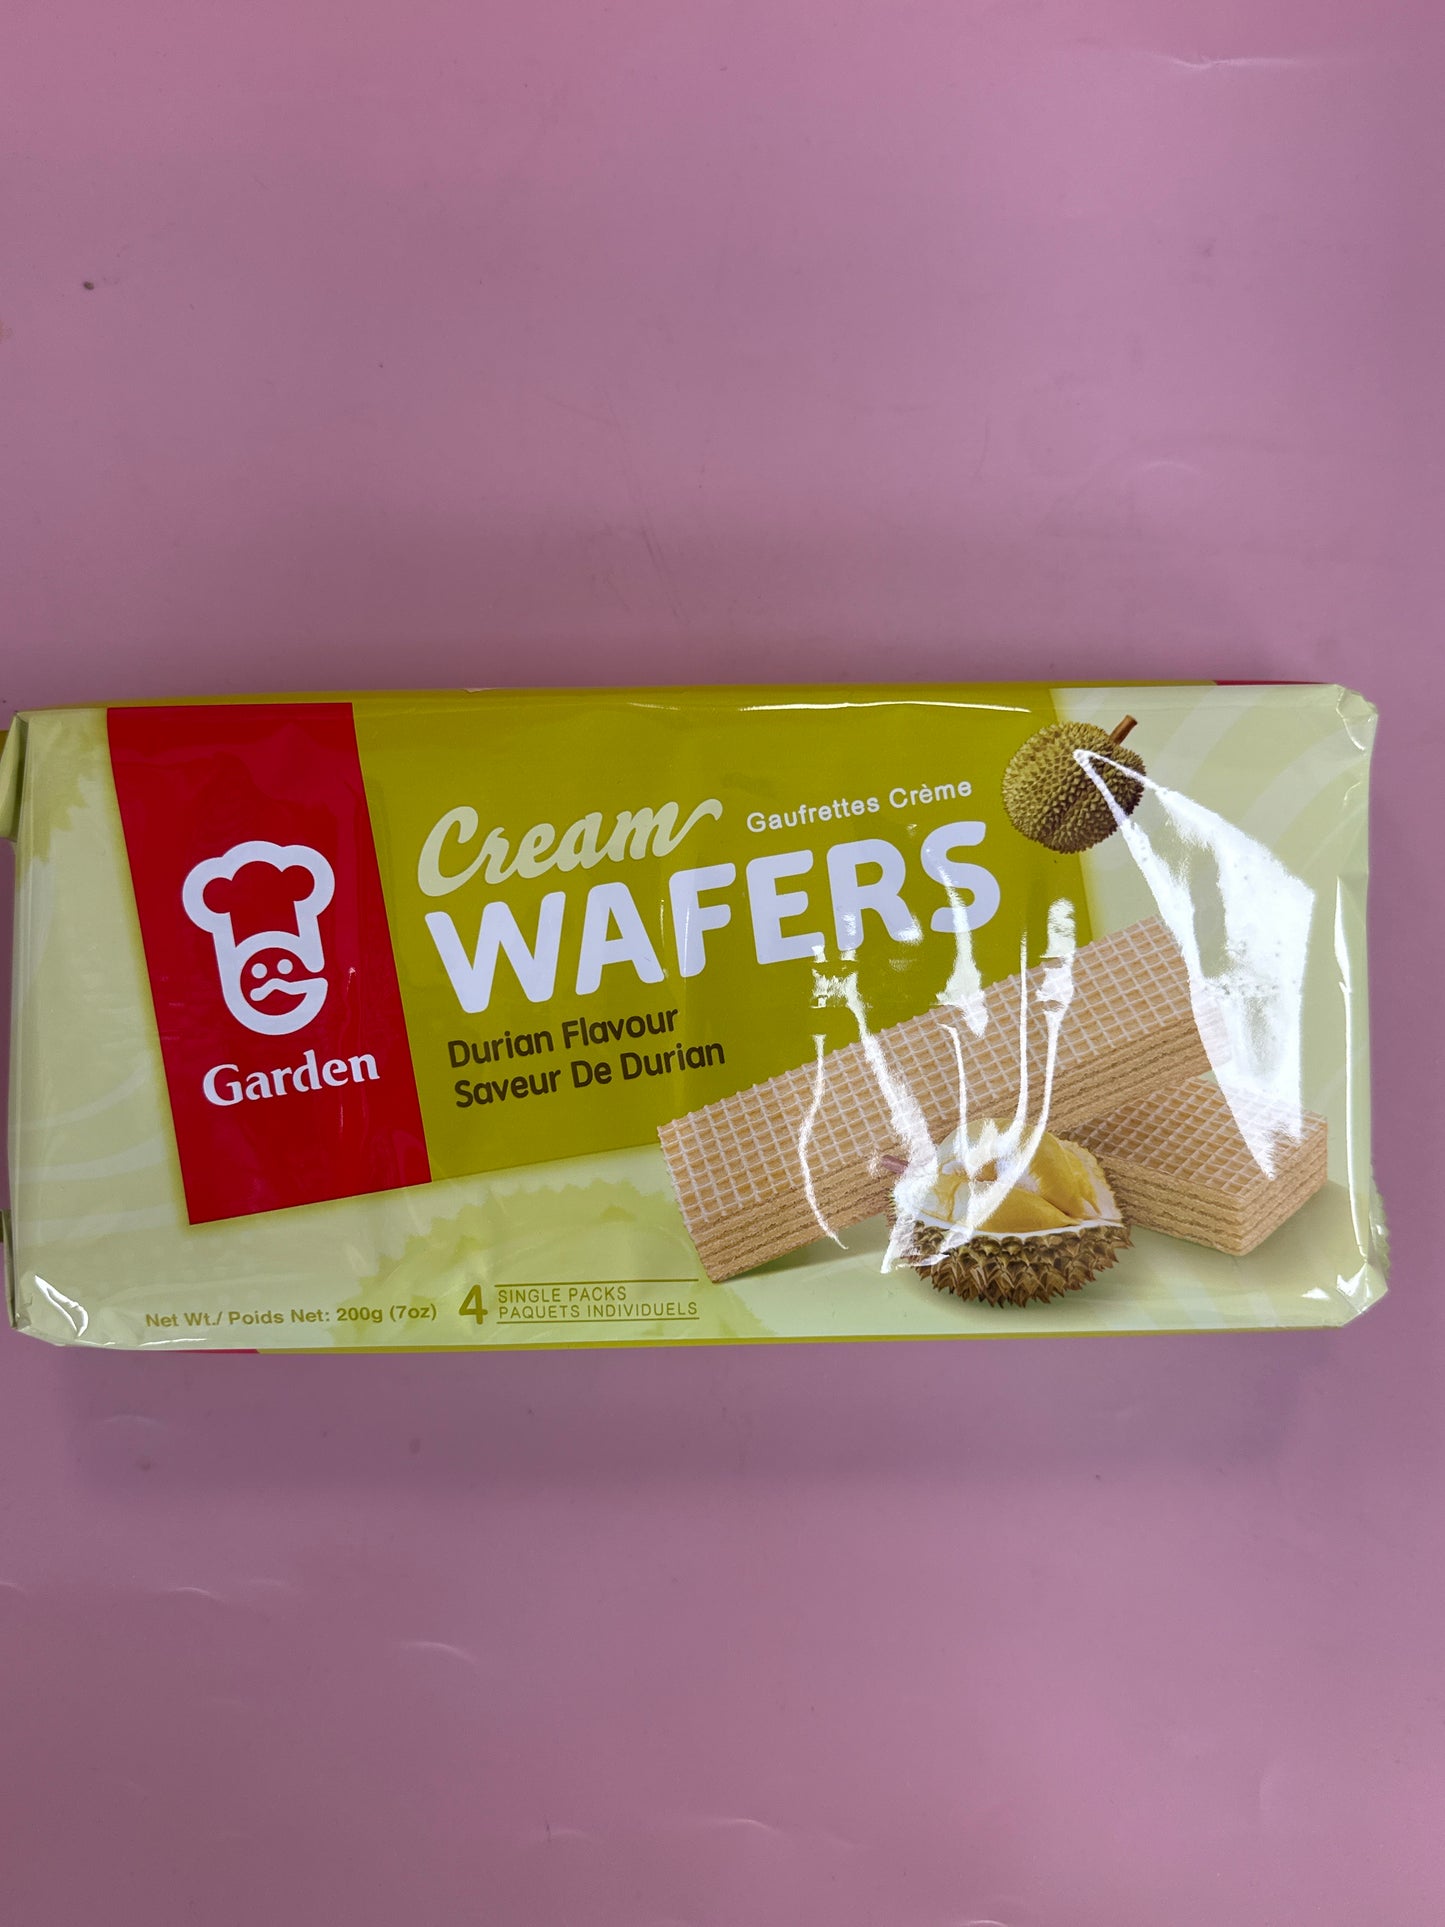 Garden
Cream
Gaufrettes Crème
WAFERS
Durian Flavour
Saveur De Durian
Net Wt./ Poids Net: 200g (7oz)
4 SINGLE PACKS
PAQUETS INDIVIDUELS